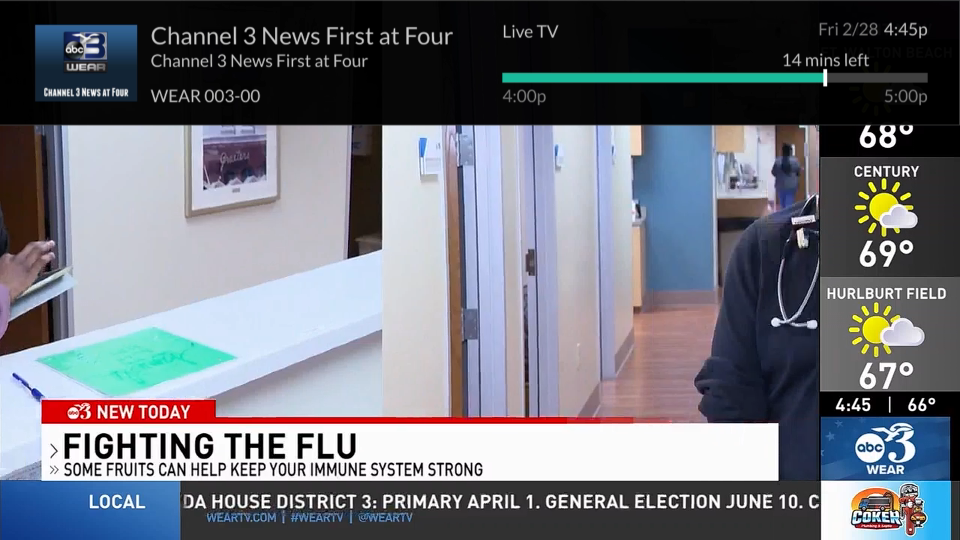 Channel 3 News First at Four
Channel 3 News First at Four
WEAR 003-00
abc 3
WEAR
CHANNEL 3 NEWS AT FOUR
Live TV
Fri 2/28 4:45p
14 mins left
4:00p
5:00p
68°
CENTURY
69°
HURLBURT FIELD
67°
4:45 | 66°
abc 3
WEAR
abc 3 NEW TODAY
FIGHTING THE FLU
SOME FRUITS CAN HELP KEEP YOUR IMMUNE SYSTEM STRONG
LOCAL
DA HOUSE DISTRICT 3: PRIMARY APRIL 1. GENERAL ELECTION JUNE 10. C
WEARTV.COM | #WEARTV | @WEARTV
COKER